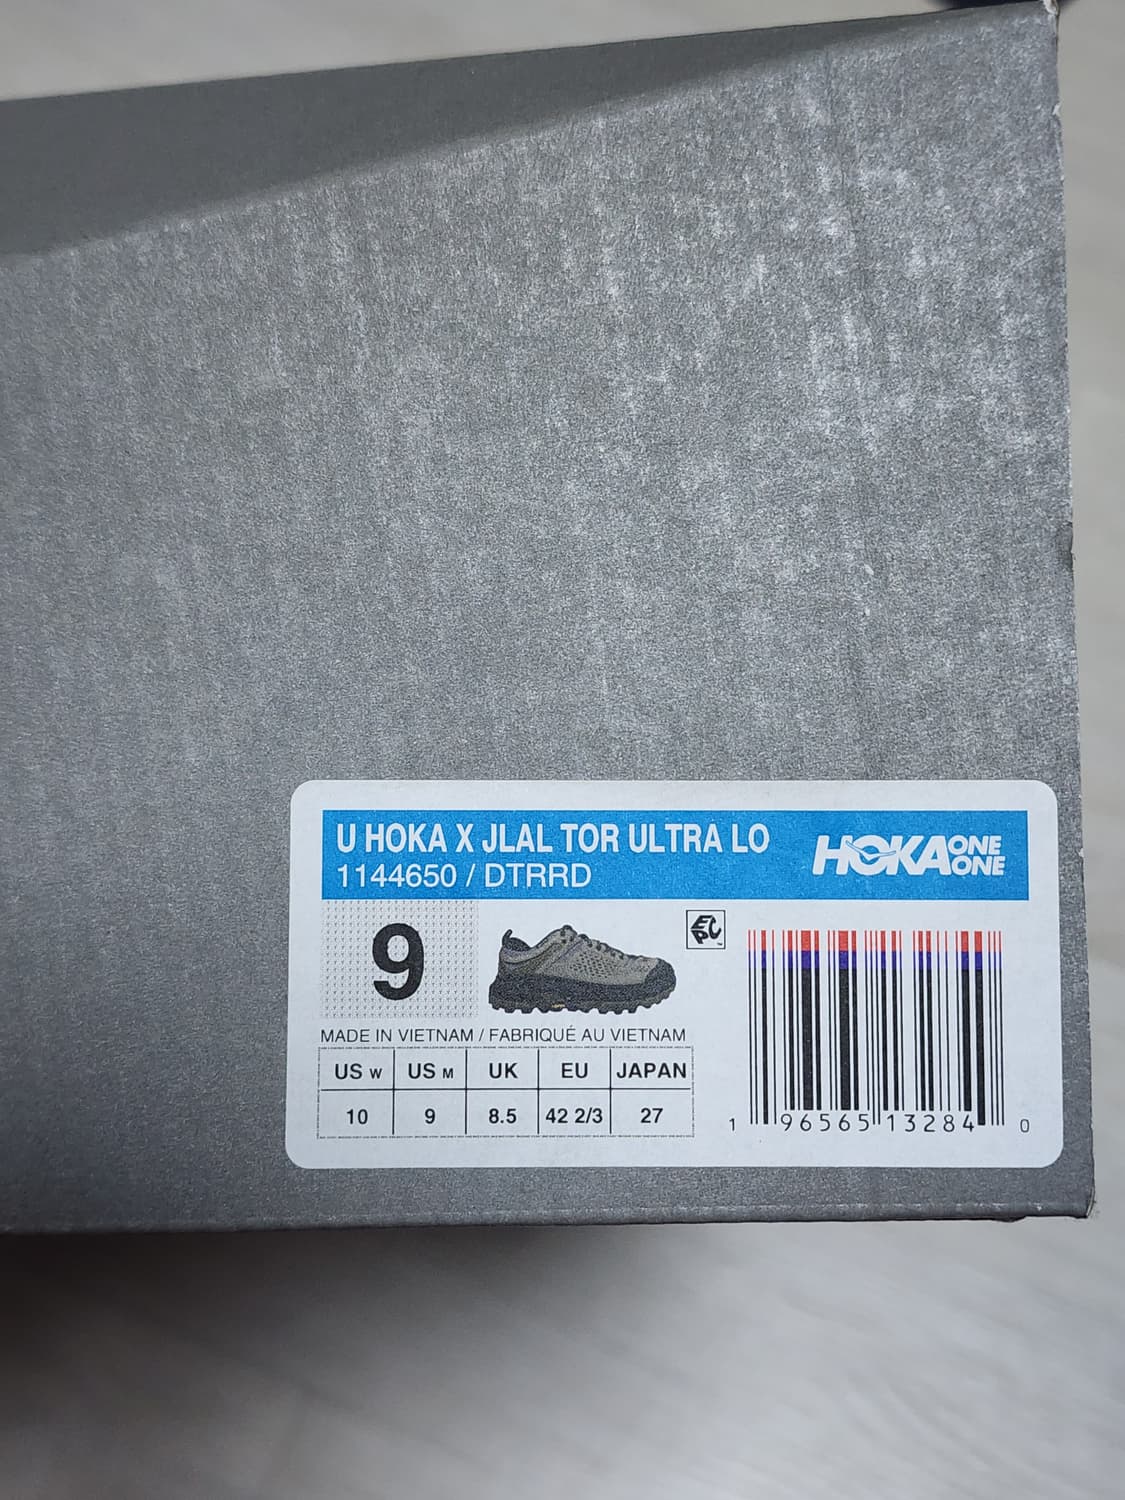 U HOKA X JLAL TOR ULTRA LO
1144650 / DTRRD
HOKA ONE ONE
9
EPC
MADE IN VIETNAM / FABRIQUÉ AU VIETNAM
US W US M UK EU JAPAN
10 9 8.5 42 2/3 27
1 96565 13284 0